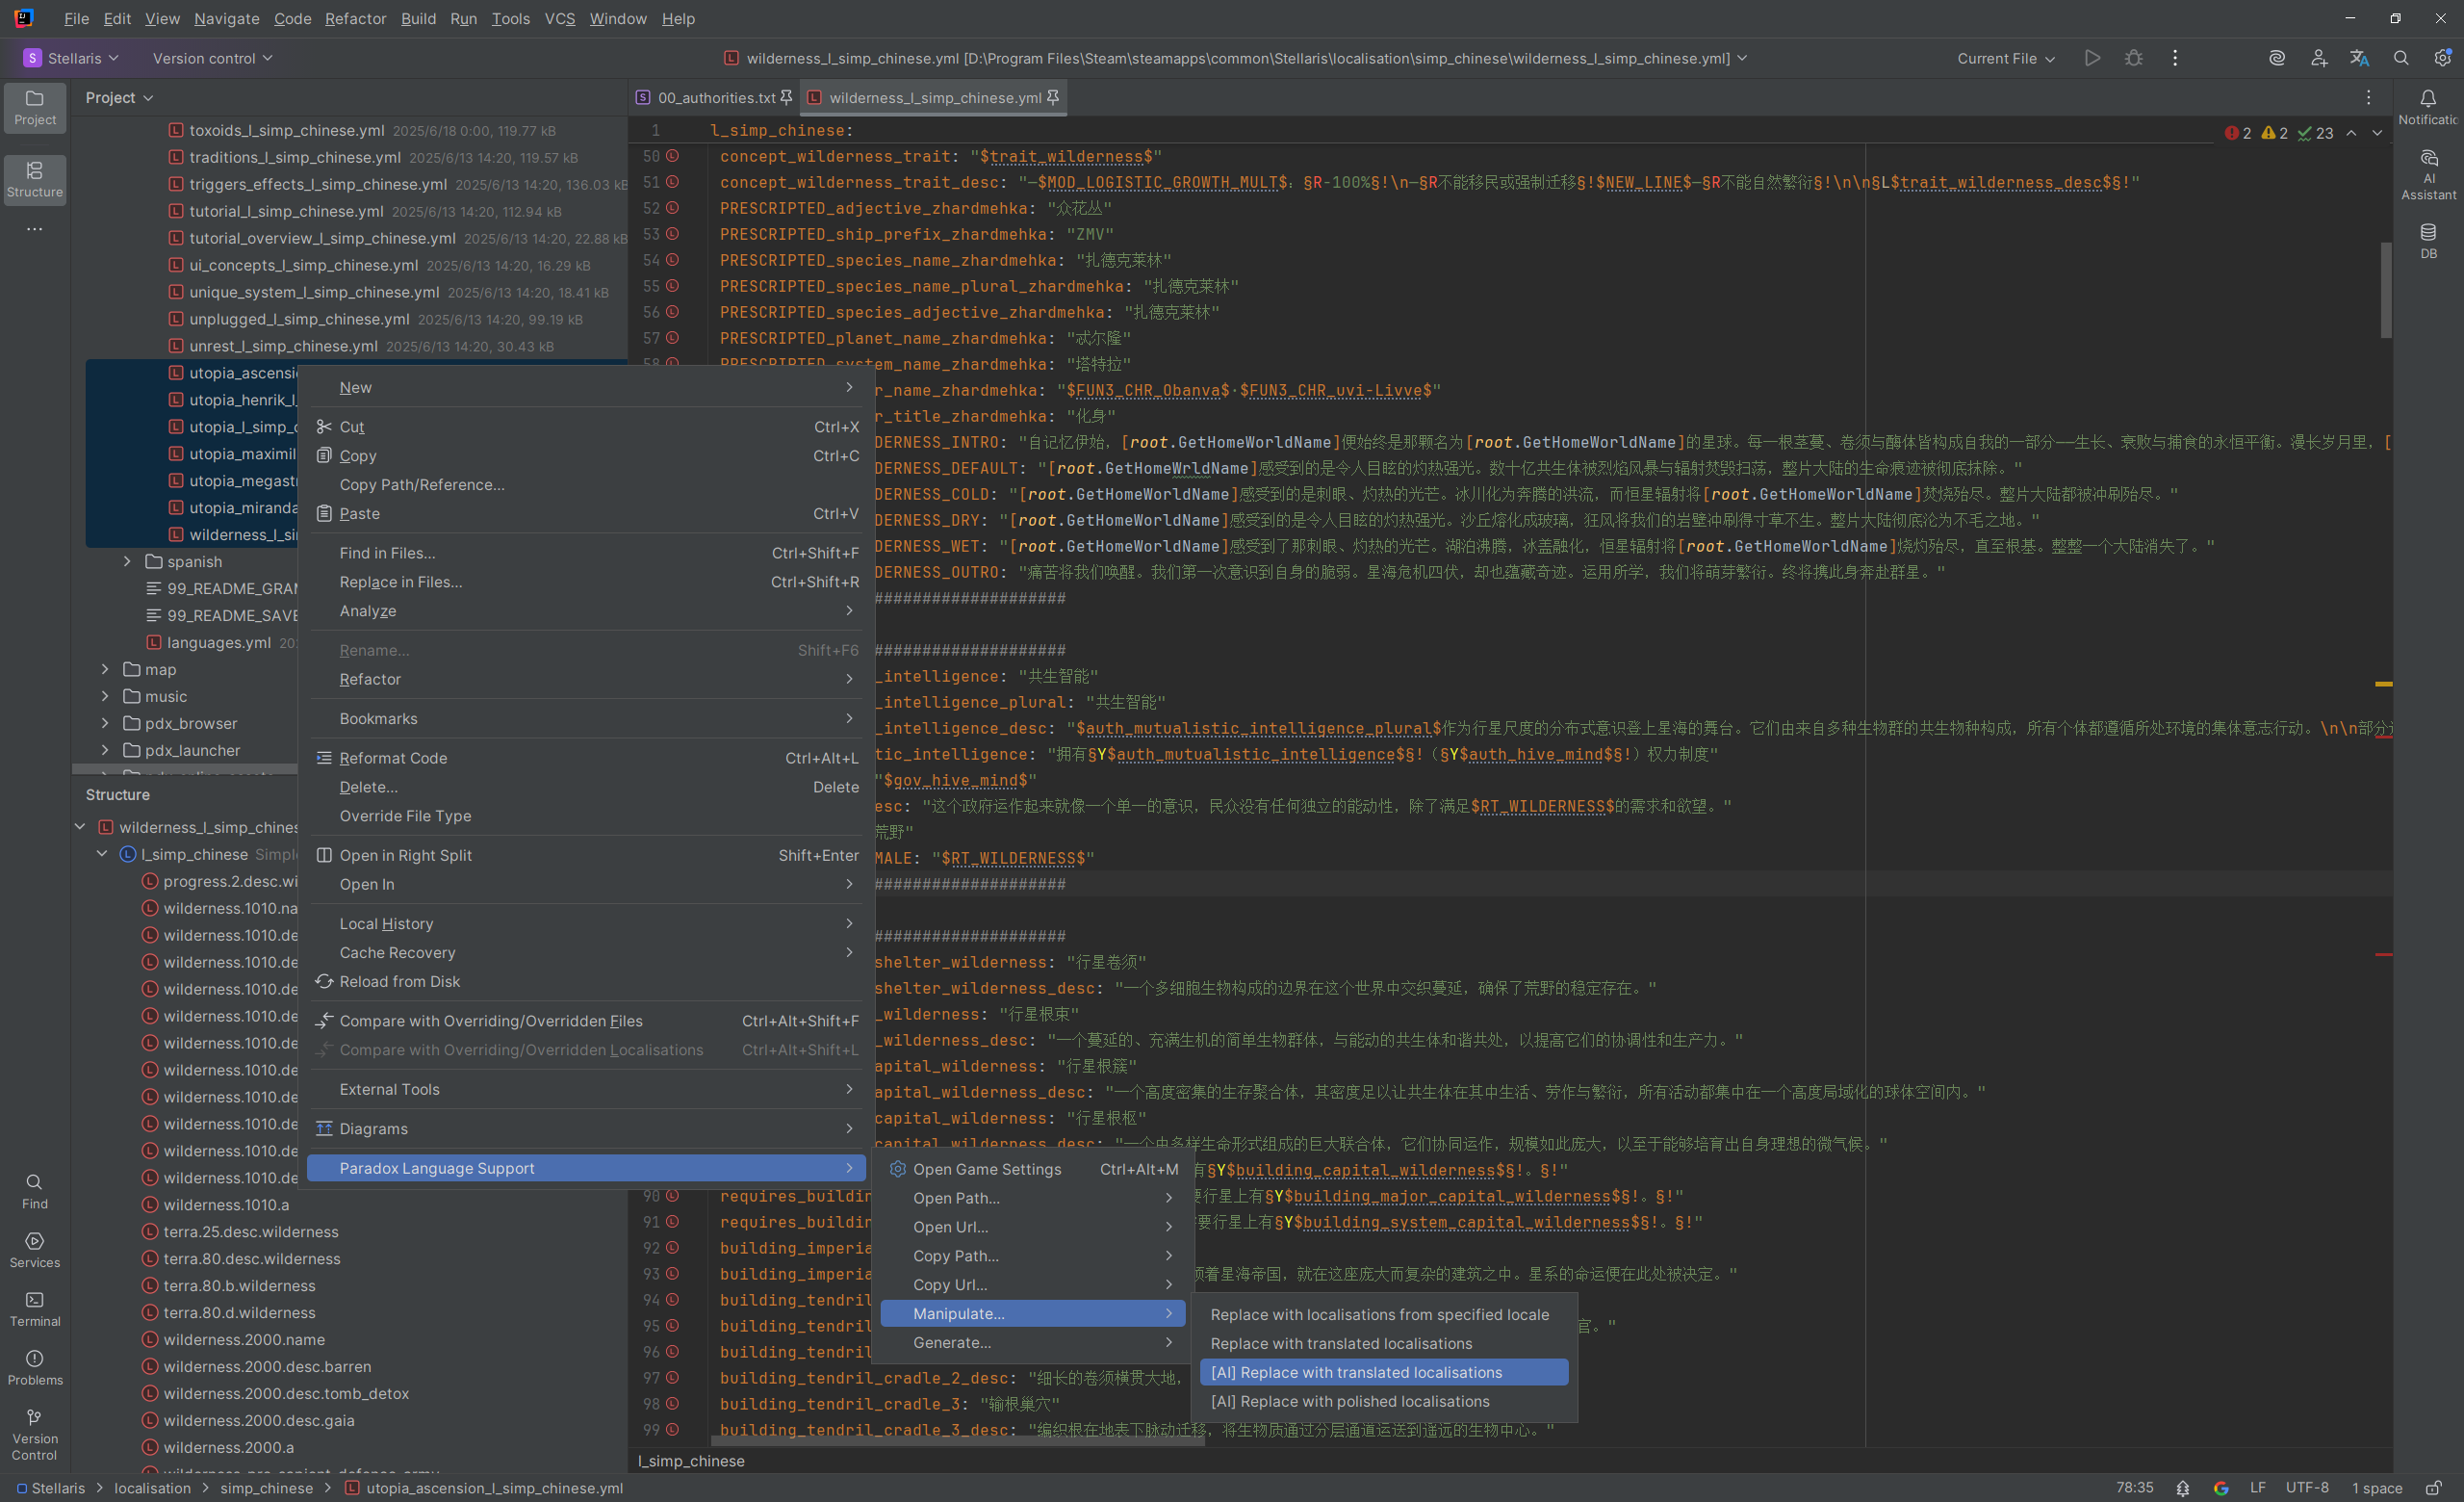 File Edit View Navigate Code Refactor Build Run Tools VCS Window Help
S Stellaris Version control wilderness_l_simp_chinese.yml [D:\Program Files\Steam\steamapps\common\Stellaris\localisation\simp_chinese\wilderness_l_simp_chinese.yml] Current File
Project
Structure
Find
Services
Terminal
Problems
Version
Control
Project
toxoids_l_simp_chinese.yml 2025/6/18 0:00, 119.77 kB
traditions_l_simp_chinese.yml 2025/6/13 14:20, 119.57 kB
triggers_effects_l_simp_chinese.yml 2025/6/13 14:20, 136.03 kB
tutorial_l_simp_chinese.yml 2025/6/13 14:20, 112.94 kB
tutorial_overview_l_simp_chinese.yml 2025/6/13 14:20, 22.88 kB
ui_concepts_l_simp_chinese.yml 2025/6/13 14:20, 16.29 kB
unique_system_l_simp_chinese.yml 2025/6/13 14:20, 18.41 kB
unplugged_l_simp_chinese.yml 2025/6/13 14:20, 99.19 kB
unrest_l_simp_chinese.yml 2025/6/13 14:20, 30.43 kB
utopia_ascensi
utopia_henrik_l
utopia_l_simp_c
utopia_maximil
utopia_megast
utopia_miranda
wilderness_l_si
spanish
99_README_GRA
99_README_SAVE
languages.yml 20
map
music
pdx_browser
pdx_launcher
Structure
wilderness_l_simp_chines
l_simp_chinese Simpl
progress.2.desc.wi
wilderness.1010.na
wilderness.1010.de
wilderness.1010.de
wilderness.1010.de
wilderness.1010.de
wilderness.1010.de
wilderness.1010.de
wilderness.1010.de
wilderness.1010.de
wilderness.1010.de
wilderness.1010.de
wilderness.1010.a
terra.25.desc.wilderness
terra.80.desc.wilderness
terra.80.b.wilderness
terra.80.d.wilderness
wilderness.2000.name
wilderness.2000.desc.barren
wilderness.2000.desc.tomb_detox
wilderness.2000.desc.gaia
wilderness.2000.a
New
Cut Ctrl+X
Copy Ctrl+C
Copy Path/Reference...
Paste Ctrl+V
Find in Files... Ctrl+Shift+F
Replace in Files... Ctrl+Shift+R
Analyze
Rename... Shift+F6
Refactor
Bookmarks
Reformat Code Ctrl+Alt+L
Delete... Delete
Override File Type
Open in Right Split Shift+Enter
Open In
Local History
Cache Recovery
Reload from Disk
Compare with Overriding/Overridden Files Ctrl+Alt+Shift+F
Compare with Overriding/Overridden Localisations Ctrl+Alt+Shift+L
External Tools
Diagrams
Paradox Language Support
Open Game Settings Ctrl+Alt+M
Open Path...
Open Url...
Copy Path...
Copy Url...
Manipulate...
Generate...
Replace with localisations from specified locale
Replace with translated localisations
[AI] Replace with translated localisations
[AI] Replace with polished localisations
00_authorities.txt wilderness_l_simp_chinese.yml
2 2 23
1 l_simp_chinese:
50 concept_wilderness_trait: "$trait_wilderness$"
51 concept_wilderness_trait_desc: "—$MOD_LOGISTIC_GROWTH_MULT$：§R-100%§!\n—§R不能移民或强制迁移§!$NEW_LINE$—§R不能自然繁衍§!\n\n§L$trait_wilderness_desc$§!"
52 PRESCRIPTED_adjective_zhardmehka: "众花丛"
53 PRESCRIPTED_ship_prefix_zhardmehka: "ZMV"
54 PRESCRIPTED_species_name_zhardmehka: "扎德克莱林"
55 PRESCRIPTED_species_name_plural_zhardmehka: "扎德克莱林"
56 PRESCRIPTED_species_adjective_zhardmehka: "扎德克莱林"
57 PRESCRIPTED_planet_name_zhardmehka: "忒尔隆"
58 PRESCRIPTED_system_name_zhardmehka: "塔特拉"
r_name_zhardmehka: "$FUN3_CHR_Obanva$·$FUN3_CHR_uvi-Livve$"
r_title_zhardmehka: "化身"
DERNESS_INTRO: "自记忆伊始，[root.GetHomeWorldName]便始终是那颗名为[root.GetHomeWorldName]的星球。每一根茎蔓、卷须与酶体皆构成自我的一部分——生长、衰败与捕食的永恒平衡。漫长岁月里，[
DERNESS_DEFAULT: "[root.GetHomeWrldName]感受到的是令人目眩的灼热强光。数十亿共生体被烈焰风暴与辐射焚毁扫荡，整片大陆的生命痕迹被彻底抹除。"
DERNESS_COLD: "[root.GetHomeWorldName]感受到的是刺眼、灼热的光芒。冰川化为奔腾的洪流，而恒星辐射将[root.GetHomeWorldName]焚烧殆尽。整片大陆都被冲刷殆尽。"
DERNESS_DRY: "[root.GetHomeWorldName]感受到的是令人目眩的灼热强光。沙丘熔化成玻璃，狂风将我们的岩壁冲刷得寸草不生。整片大陆彻底沦为不毛之地。"
DERNESS_WET: "[root.GetHomeWorldName]感受到了那刺眼、灼热的光芒。湖泊沸腾，冰盖融化，恒星辐射将[root.GetHomeWorldName]烧灼殆尽，直至根基。整整一个大陆消失了。"
DERNESS_OUTRO: "痛苦将我们唤醒。我们第一次意识到自身的脆弱。星海危机四伏，却也蕴藏奇迹。运用所学，我们将萌芽繁衍。终将携此身奔赴群星。"
####################
####################
_intelligence: "共生智能"
_intelligence_plural: "共生智能"
_intelligence_desc: "$auth_mutualistic_intelligence_plural$作为行星尺度的分布式意识登上星海的舞台。它们由来自多种生物群的共生物种构成，所有个体都遵循所处环境的集体意志行动。\n\n部分
tic_intelligence: "拥有§Y$auth_mutualistic_intelligence$§!（§Y$auth_hive_mind$§!）权力制度"
"$gov_hive_mind$"
esc: "这个政府运作起来就像一个单一的意识，民众没有任何独立的能动性，除了满足$RT_WILDERNESS$的需求和欲望。"
荒野"
MALE: "$RT_WILDERNESS$"
####################
####################
shelter_wilderness: "行星卷须"
shelter_wilderness_desc: "一个多细胞生物构成的边界在这个世界中交织蔓延，确保了荒野的稳定存在。"
_wilderness: "行星根束"
_wilderness_desc: "一个蔓延的、充满生机的简单生物群体，与能动的共生体和谐共处，以提高它们的协调性和生产力。"
apital_wilderness: "行星根簇"
apital_wilderness_desc: "一个高度密集的生存聚合体，其密度足以让共生体在其中生活、劳作与繁衍，所有活动都集中在一个高度局域化的球体空间内。"
capital_wilderness: "行星根枢"
capital_wilderness_desc: "一个由多样生命形式组成的巨大联合体，它们协同运作，规模如此庞大，以至于能够培育出自身理想的微气候。"
有§Y$building_capital_wilderness$§!。§!"
90 requires_buildin 要行星上有§Y$building_major_capital_wilderness$§!。§!"
91 requires_buildin 要行星上有§Y$building_system_capital_wilderness$§!。§!"
92 building_imperia
93 building_imperia 领着星海帝国，就在这座庞大而复杂的建筑之中。星系的命运便在此处被决定。"
94 building_tendril
95 building_tendril 官。"
96 building_tendril
97 building_tendril_cradle_2_desc: "细长的卷须横贯大地，
98 building_tendril_cradle_3: "输根巢穴"
99 building_tendril_cradle_3_desc: "编织根在地表下脉动迁移，将生物质通过分层通道运送到遥远的生物中心。"
l_simp_chinese
Notificatic
AI
Assistant
DB
Stellaris > localisation > simp_chinese > utopia_ascension_l_simp_chinese.yml 78:35 LF UTF-8 1 space